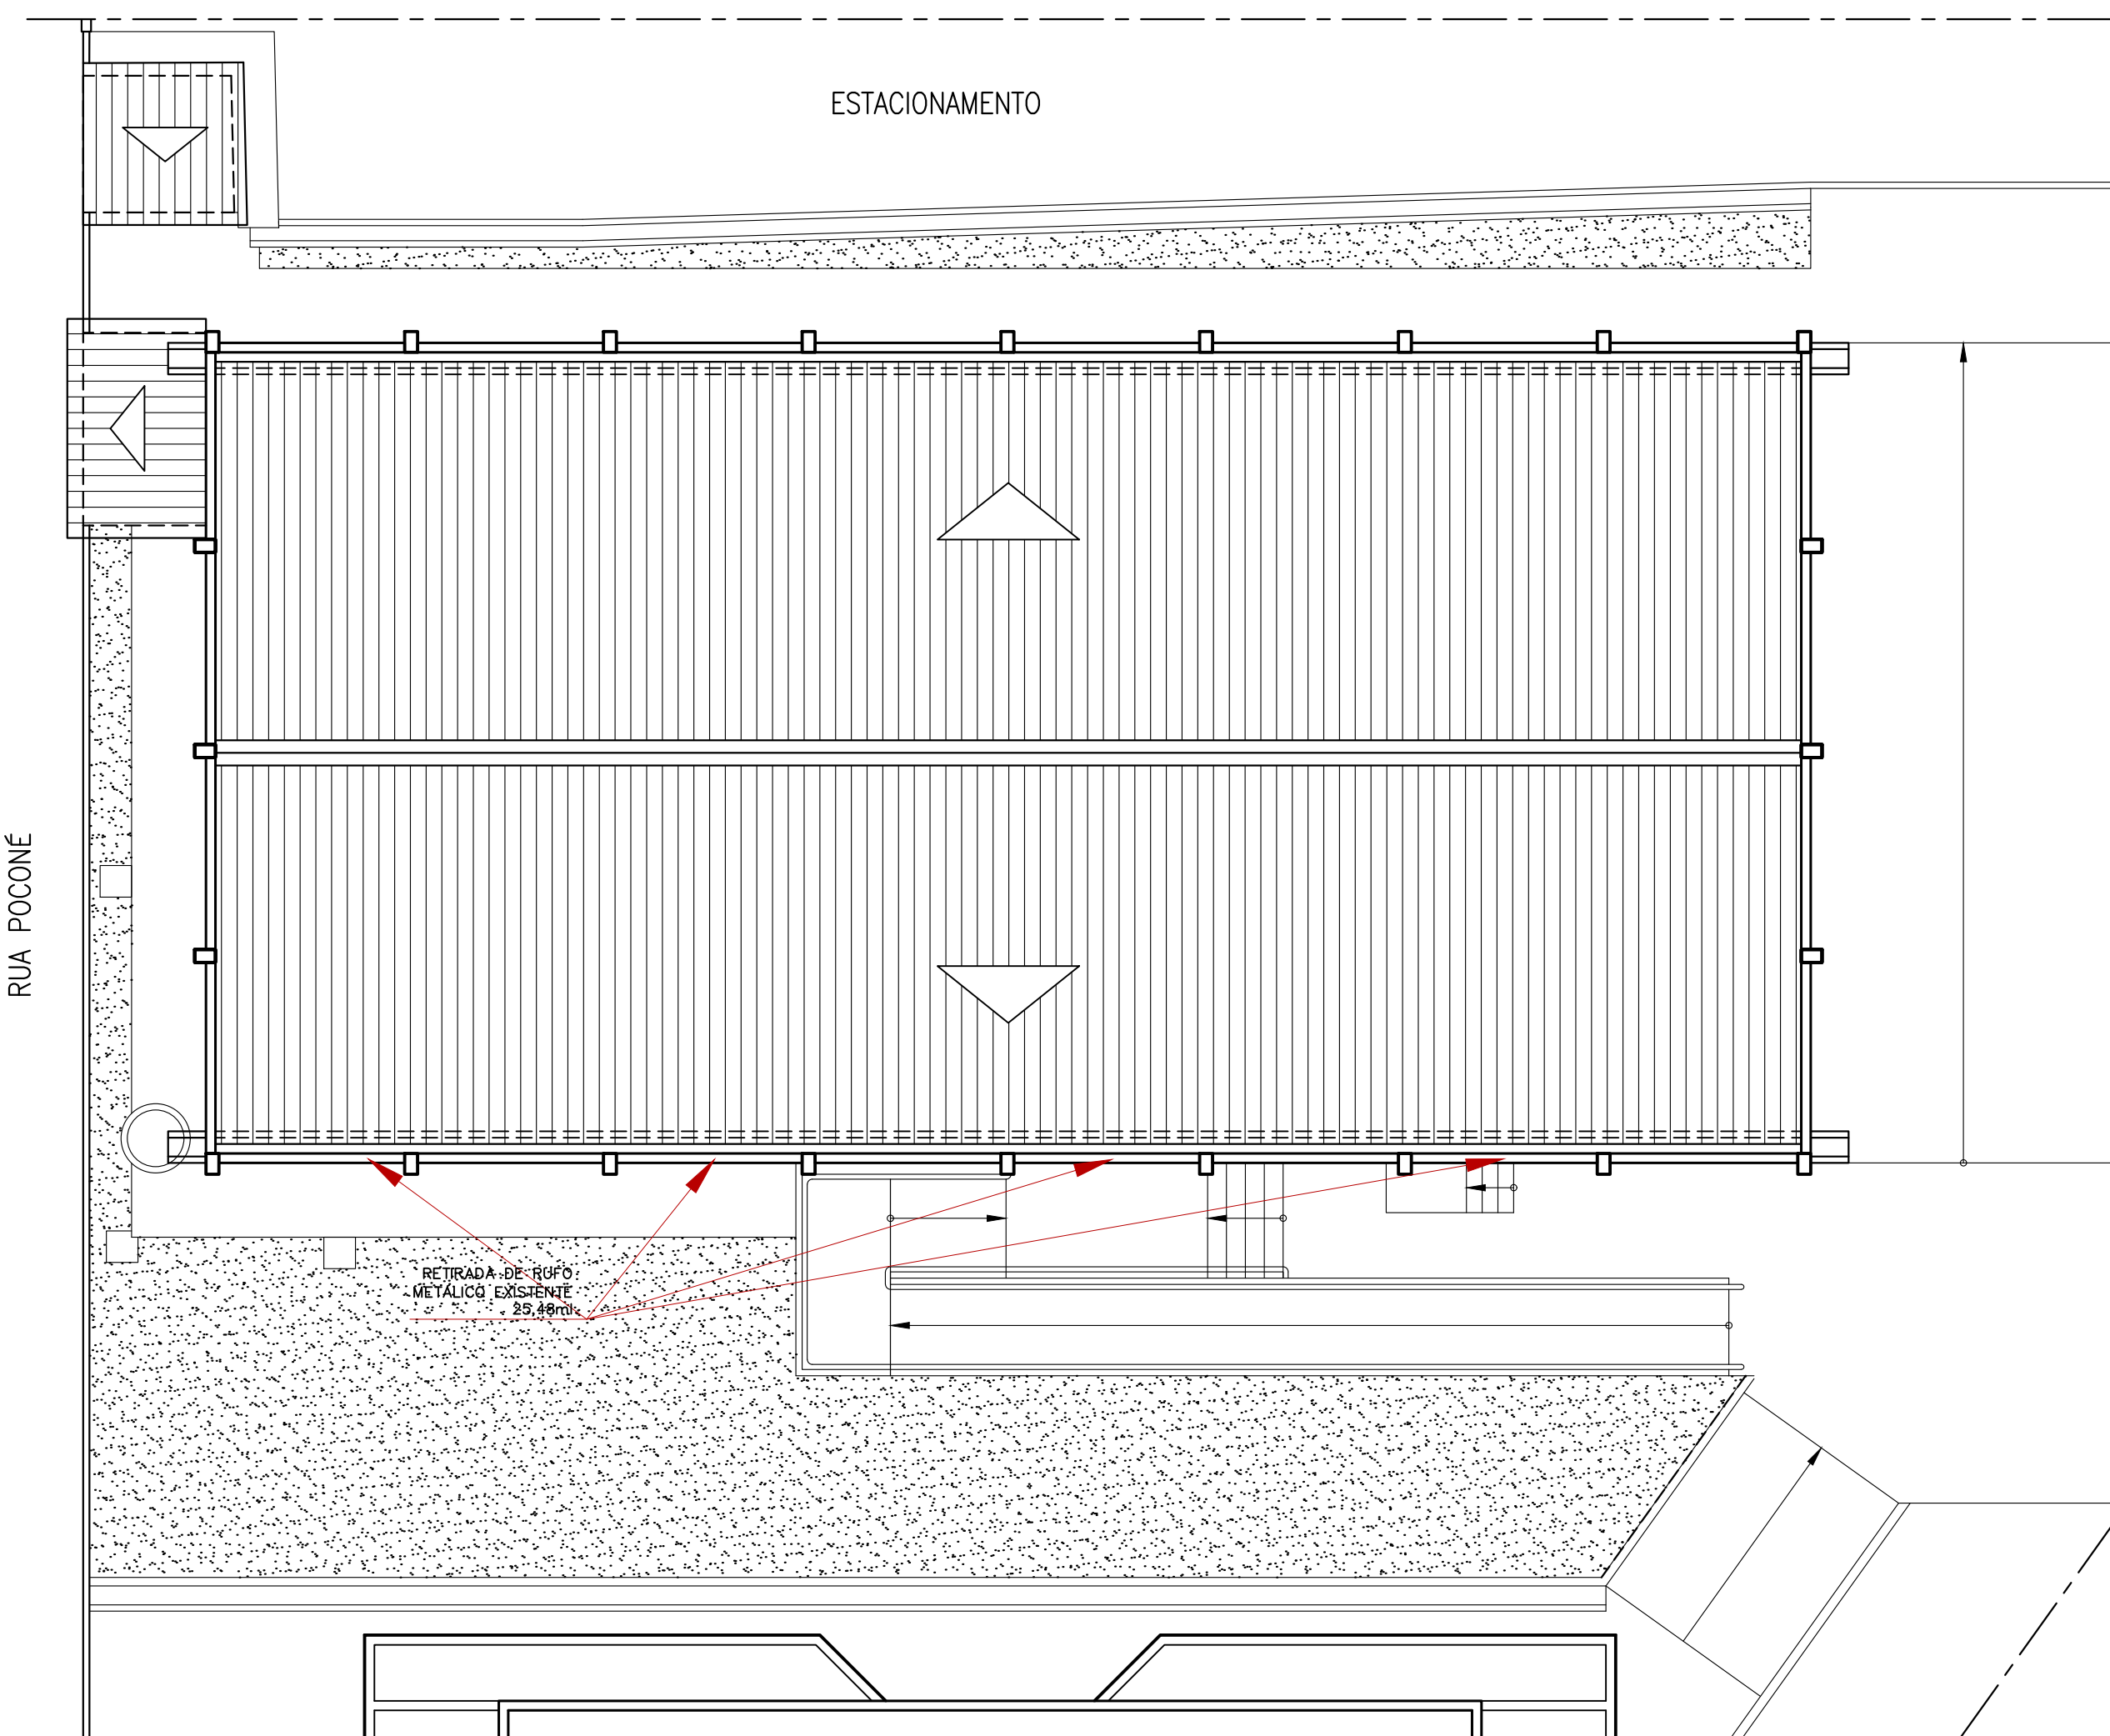 ESTACIONAMENTO
RUA POCONÉ
RETIRADA DE RUFO
METÁLICO EXISTENTE
25,48ml